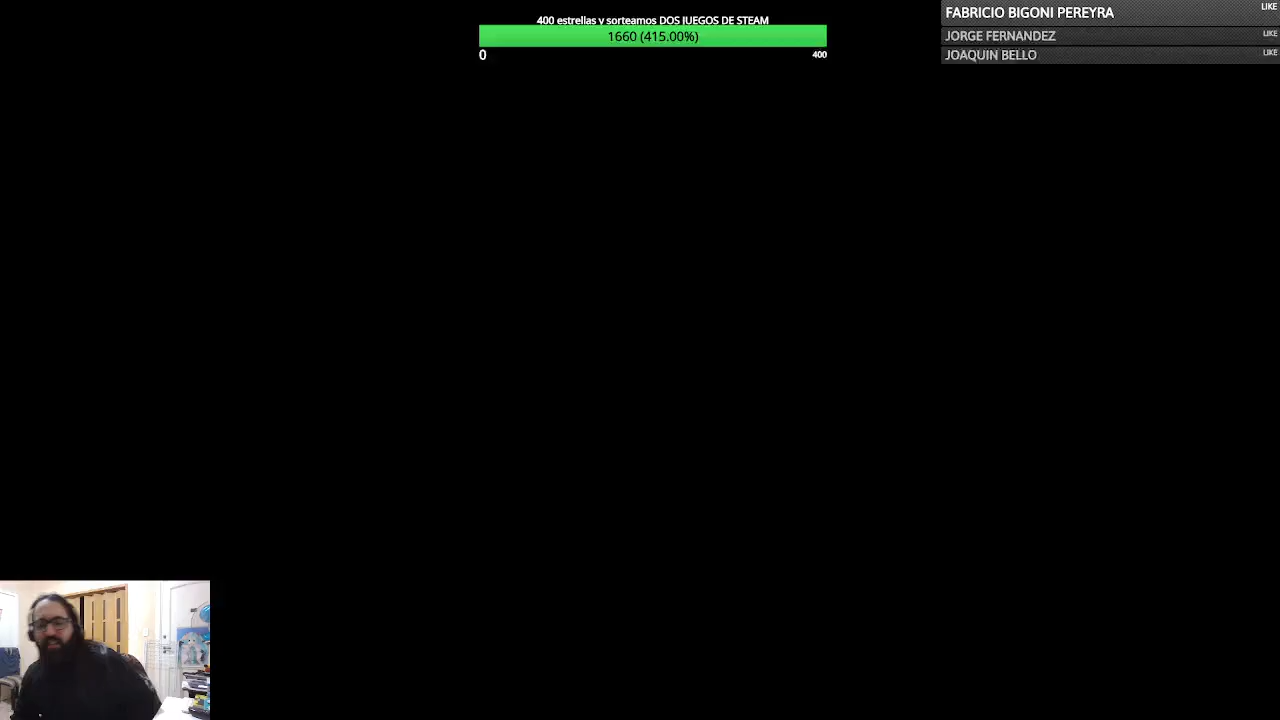 400 estrellas y sorteamos DOS JUEGOS DE STEAM
1660 (415.00%)
0
400
FABRICIO BIGONI PEREYRA
LIKE
JORGE FERNANDEZ
LIKE
JOAQUIN BELLO
LIKE